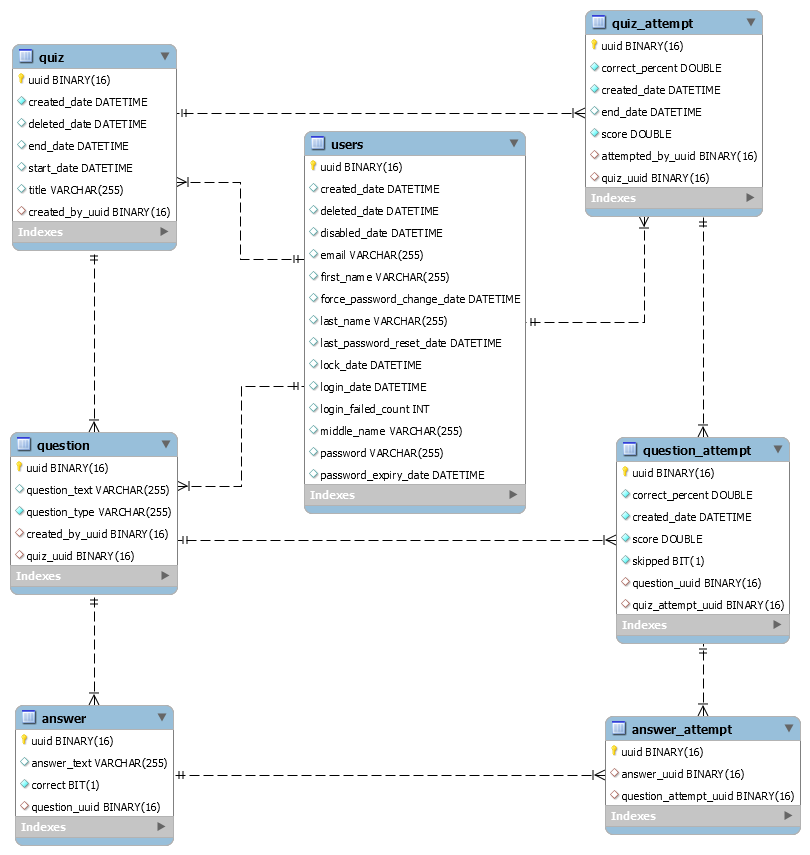 quiz
uuid BINARY(16)
created_date DATETIME
deleted_date DATETIME
end_date DATETIME
start_date DATETIME
title VARCHAR(255)
created_by_uuid BINARY(16)
Indexes
users
uuid BINARY(16)
created_date DATETIME
deleted_date DATETIME
disabled_date DATETIME
email VARCHAR(255)
first_name VARCHAR(255)
force_password_change_date DATETIME
last_name VARCHAR(255)
last_password_reset_date DATETIME
lock_date DATETIME
login_date DATETIME
login_failed_count INT
middle_name VARCHAR(255)
password VARCHAR(255)
password_expiry_date DATETIME
Indexes
quiz_attempt
uuid BINARY(16)
correct_percent DOUBLE
created_date DATETIME
end_date DATETIME
score DOUBLE
attempted_by_uuid BINARY(16)
quiz_uuid BINARY(16)
Indexes
question
uuid BINARY(16)
question_text VARCHAR(255)
question_type VARCHAR(255)
created_by_uuid BINARY(16)
quiz_uuid BINARY(16)
Indexes
question_attempt
uuid BINARY(16)
correct_percent DOUBLE
created_date DATETIME
score DOUBLE
skipped BIT(1)
question_uuid BINARY(16)
quiz_attempt_uuid BINARY(16)
Indexes
answer
uuid BINARY(16)
answer_text VARCHAR(255)
correct BIT(1)
question_uuid BINARY(16)
Indexes
answer_attempt
uuid BINARY(16)
answer_uuid BINARY(16)
question_attempt_uuid BINARY(16)
Indexes